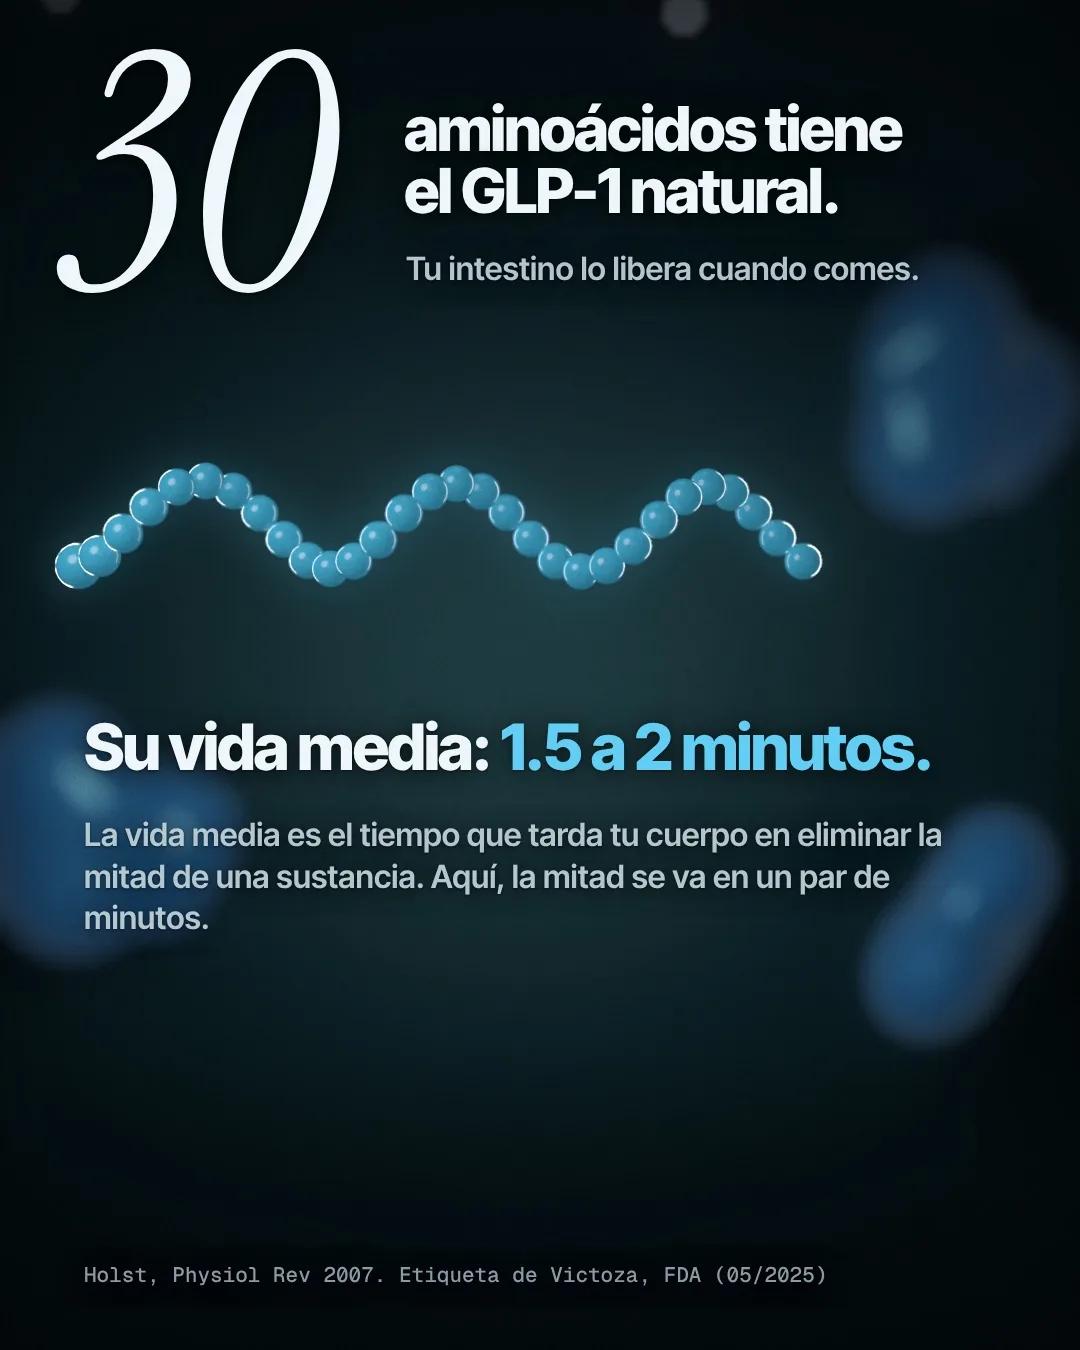 30
aminoácidos tiene
el GLP-1 natural.
Tu intestino lo libera cuando comes.
Su vida media: 1.5 a 2 minutos.
La vida media es el tiempo que tarda tu cuerpo en eliminar la
mitad de una sustancia. Aquí, la mitad se va en un par de
minutos.
Holst, Physiol Rev 2007. Etiqueta de Victoza, FDA (05/2025)